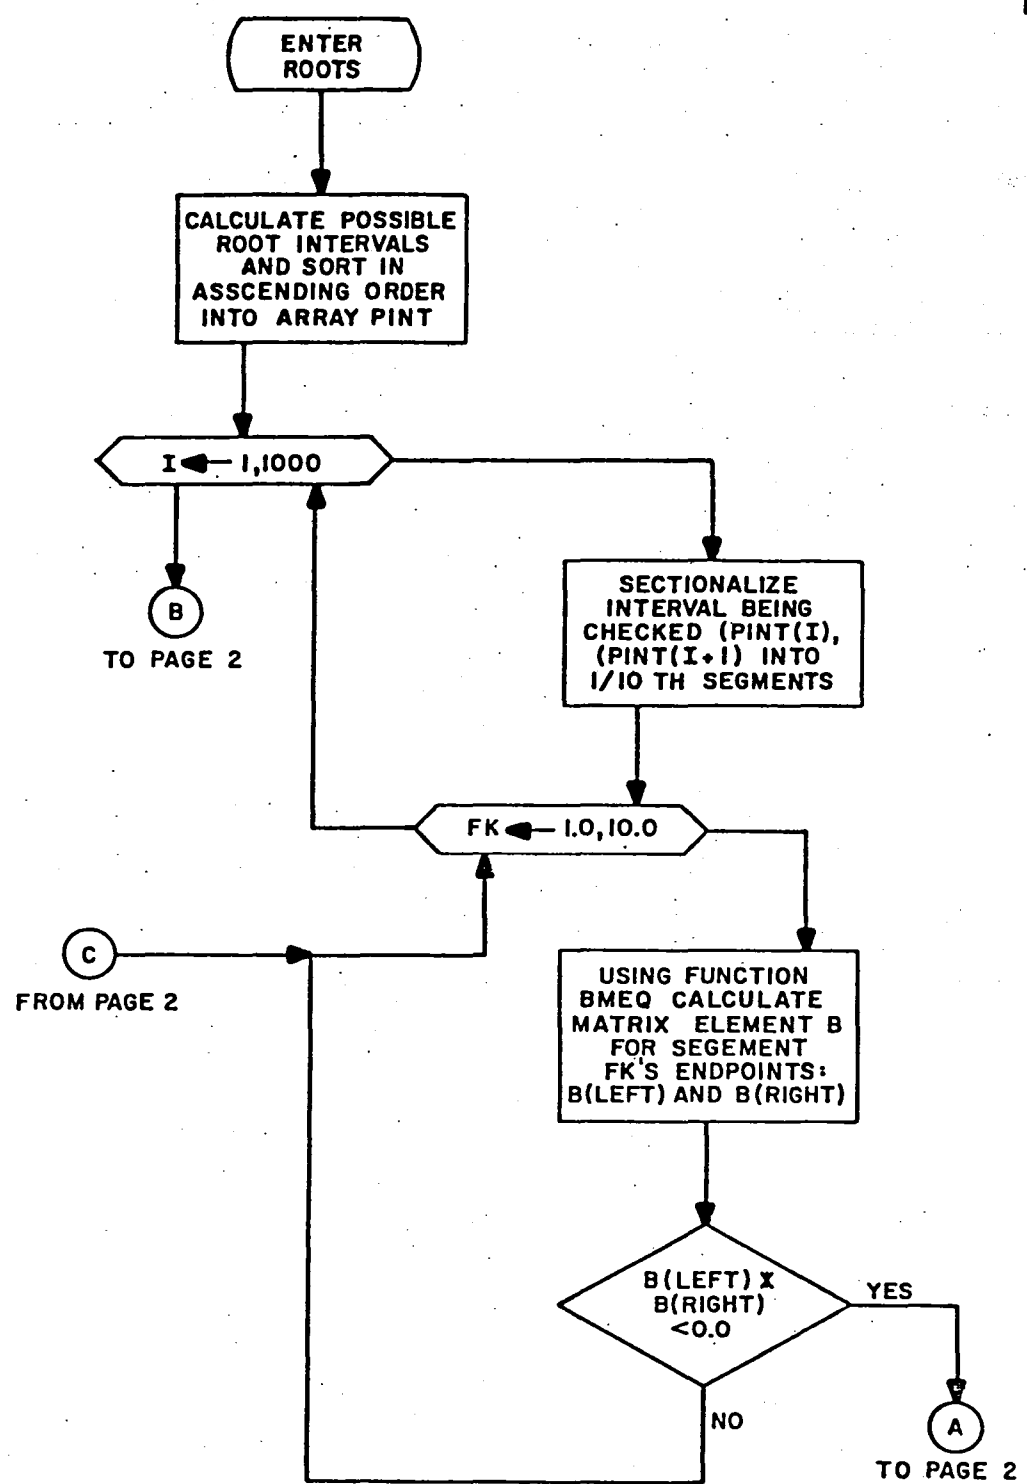 ENTER
ROOTS
CALCULATE POSSIBLE
ROOT INTERVALS
AND SORT IN
ASSCENDING ORDER
INTO ARRAY PINT
I ← 1,1000
B
TO PAGE 2
SECTIONALIZE
INTERVAL BEING
CHECKED (PINT(I),
(PINT(I+1) INTO
1/10 TH SEGMENTS
FK ← 1.0,10.0
C
FROM PAGE 2
USING FUNCTION
BMEQ CALCULATE
MATRIX ELEMENT B
FOR SEGEMENT
FK'S ENDPOINTS:
B(LEFT) AND B(RIGHT)
B(LEFT) X
B(RIGHT)
<0.0
YES
NO
A
TO PAGE 2